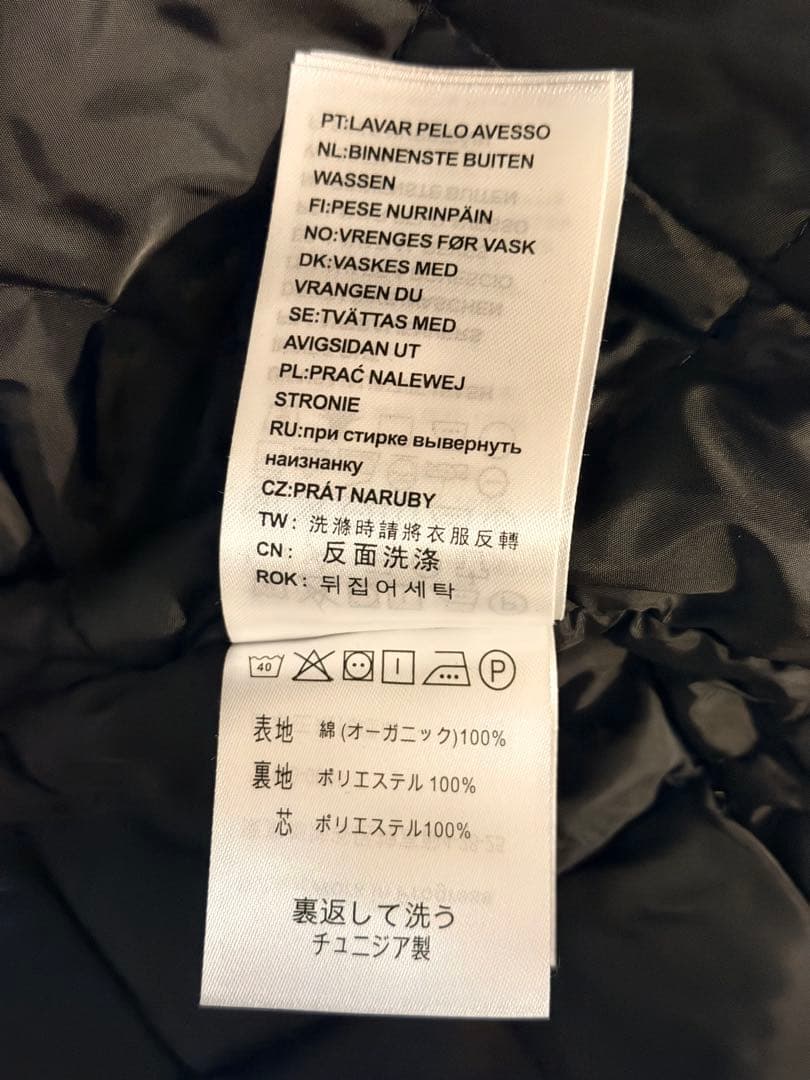 PT:LAVAR PELO AVESSO
NL:BINNENSTE BUITEN
WASSEN
FI:PESE NURINPÄIN
NO:VRENGES FØR VASK
DK:VASKES MED
VRANGEN DU
SE:TVÄTTAS MED
AVIGSIDAN UT
PL:PRAĆ NALEWEJ
STRONIE
RU:при стирке вывернуть
наизнанку
CZ:PRÁT NARUBY
TW: 洗滌時請將衣服反轉
CN: 反面洗涤
ROK: 뒤집어세탁
40 P
表地 綿(オーガニック)100%
裏地 ポリエステル 100%
芯 ポリエステル100%
裏返して洗う
チュニジア製